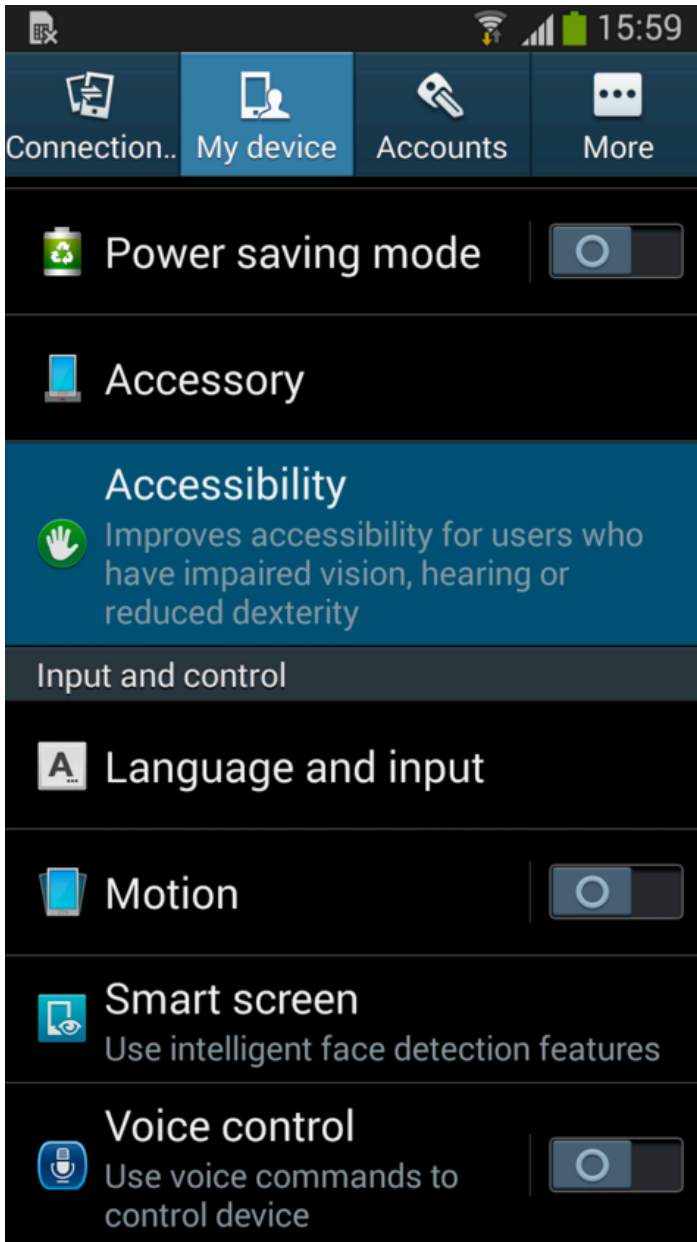 15:59
Connection.. My device Accounts More
Power saving mode
Accessory
Accessibility
Improves accessibility for users who
have impaired vision, hearing or
reduced dexterity
Input and control
A
Language and input
Motion
Smart screen
Use intelligent face detection features
Voice control
Use voice commands to
control device